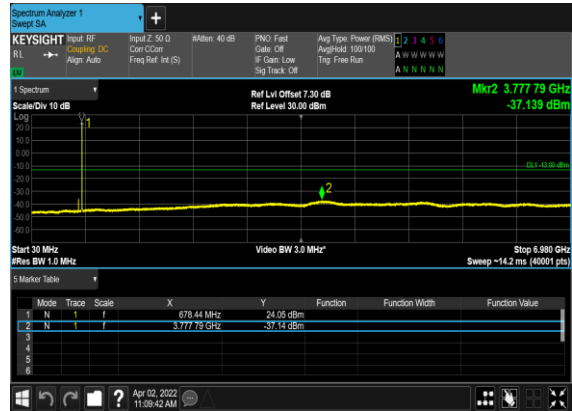 Spectrum Analyzer 1
Swept SA
+
KEYSIGHT Input: RF Input Z: 50 Ω #Atten: 40 dB PNO: Fast Avg Type: Power (RMS) 1 2 3 4 5 6
RL Coupling: DC Corr CCorr Gate: Off Avg|Hold: 100/100 A W W W W W
Align: Auto Freq Ref: Int (S) IF Gain: Low Trig: Free Run
Sig Track: Off A N N N N N
1 Spectrum Ref Lvl Offset 7.30 dB Mkr2 3.777 79 GHz
Scale/Div 10 dB Ref Level 30.00 dBm -37.139 dBm
Log
20.0
10.0
0.00
-10.0
-20.0
-30.0
-40.0
-50.0
-60.0
1
2
DL1 -13.00 dBm
Start 30 MHz Video BW 3.0 MHz* Stop 6.980 GHz
#Res BW 1.0 MHz Sweep ~14.2 ms (40001 pts)
5 Marker Table
Mode Trace Scale X Y Function Function Width Function Value
1 N 1 f 678.44 MHz 24.05 dBm
2 N 1 f 3.777 79 GHz -37.14 dBm
3
4
5
6
? Apr 02, 2022
11:09:42 AM